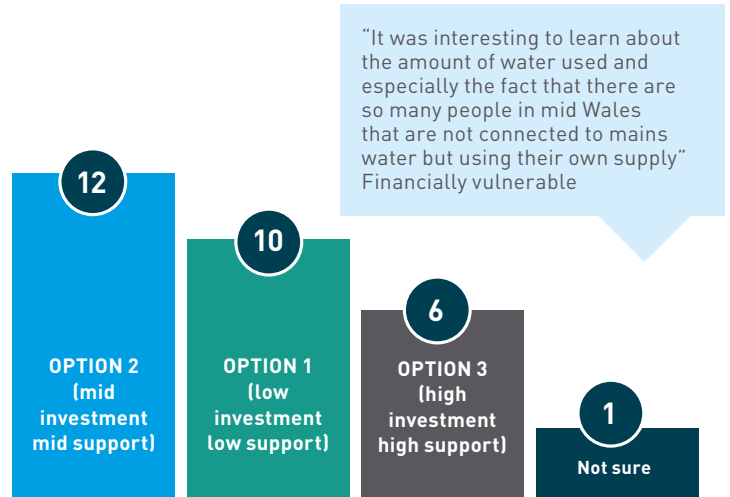 “It was interesting to learn about
the amount of water used and
especially the fact that there are
so many people in mid Wales
that are not connected to mains
water but using their own supply”
Financially vulnerable
12
OPTION 2
(mid
investment
mid support)
10
OPTION 1
(low
investment
low support)
6
OPTION 3
(high
investment
high support)
1
Not sure